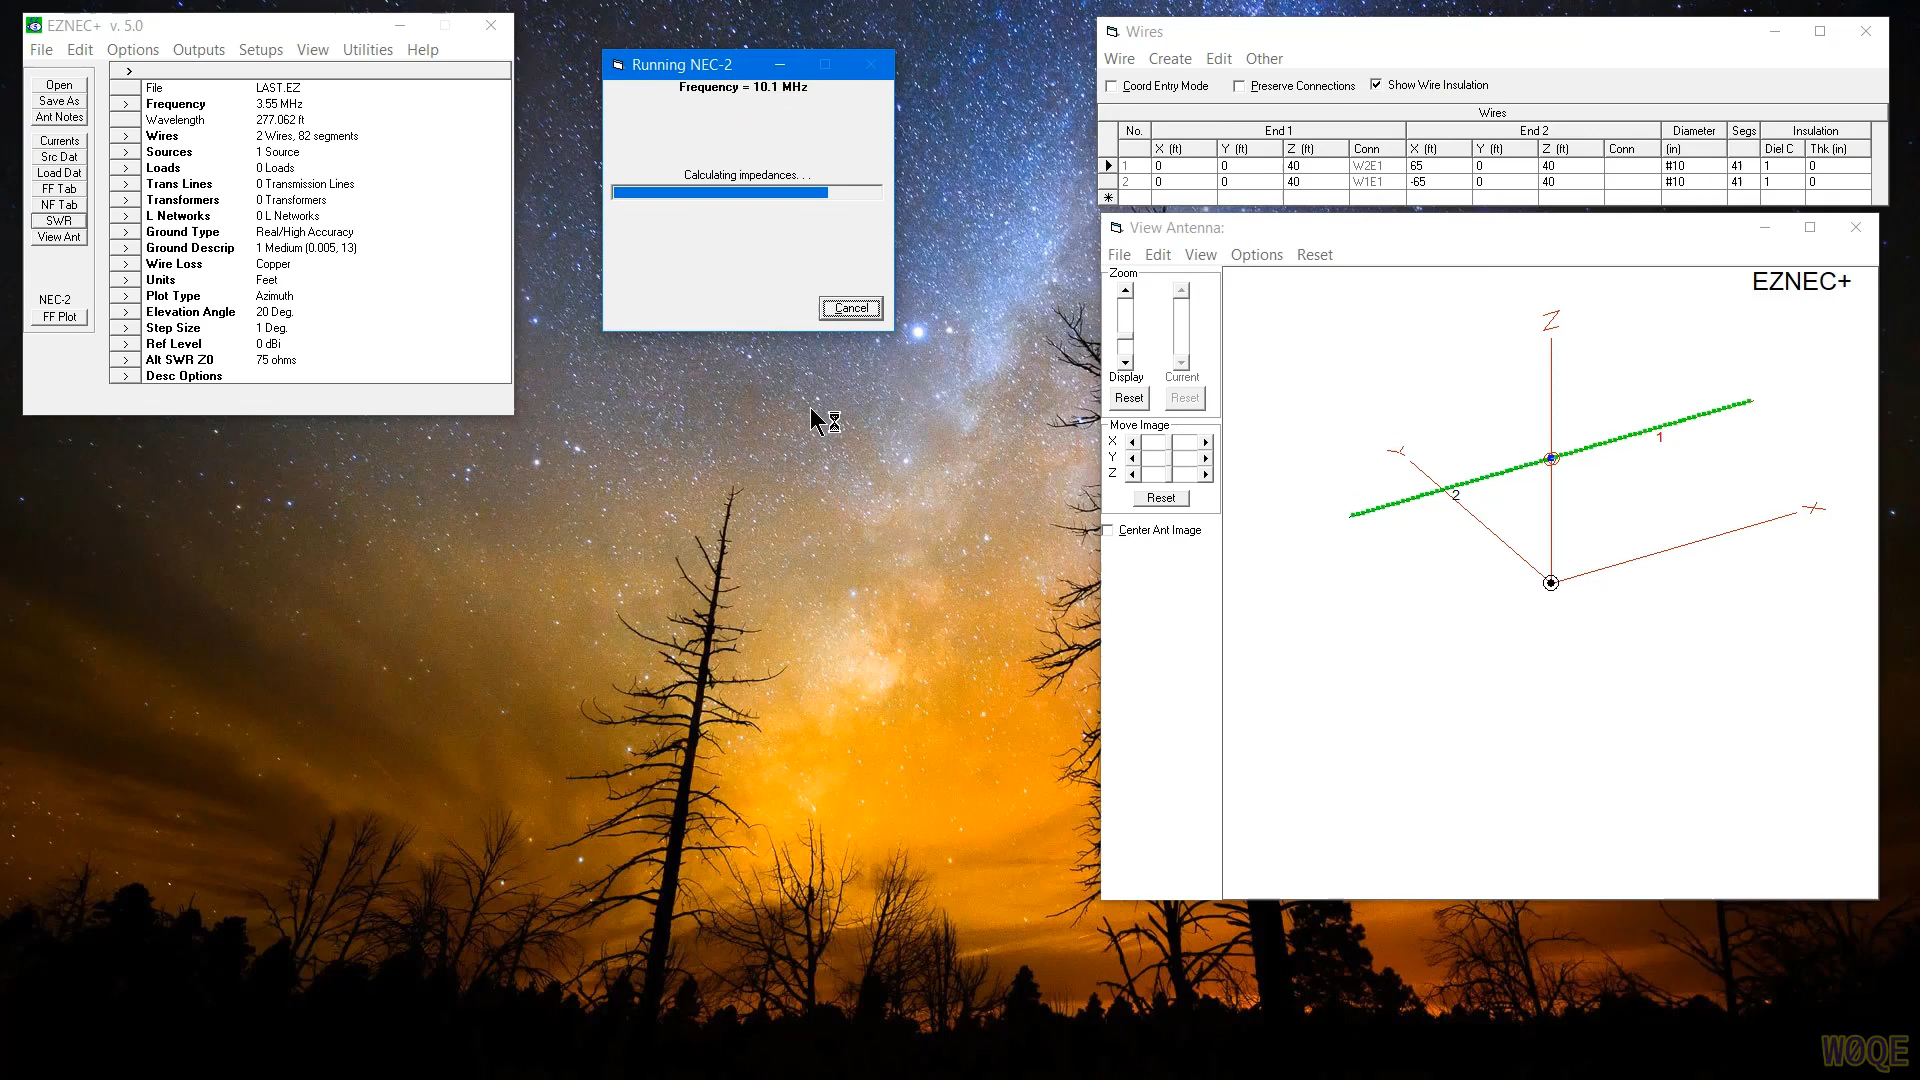 EZNEC+ v. 5.0
File Edit Options Outputs Setups View Utilities Help
Open
Save As
Ant Notes
Currents
Src Dat
Load Dat
FF Tab
NF Tab
SWR
View Ant
NEC-2
FF Plot
>
File LAST.EZ
> Frequency 3.55 MHz
Wavelength 277.062 ft
> Wires 2 Wires, 82 segments
> Sources 1 Source
> Loads 0 Loads
> Trans Lines 0 Transmission Lines
> Transformers 0 Transformers
> L Networks 0 L Networks
> Ground Type Real/High Accuracy
> Ground Descrip 1 Medium (0.005, 13)
> Wire Loss Copper
> Units Feet
> Plot Type Azimuth
> Elevation Angle 20 Deg.
> Step Size 1 Deg.
> Ref Level 0 dBi
> Alt SWR Z0 75 ohms
> Desc Options
Running NEC-2
Frequency = 10.1 MHz
Calculating impedances. . .
Cancel
Wires
Wire Create Edit Other
Coord Entry Mode Preserve Connections Show Wire Insulation
Wires
No. End 1 End 2 Diameter Segs Insulation
X (ft) Y (ft) Z (ft) Conn X (ft) Y (ft) Z (ft) Conn (in) Diel C Thk (in)
1 0 0 40 W2E1 65 0 40 #10 41 1 0
2 0 0 40 W1E1 -65 0 40 #10 41 1 0
View Antenna:
File Edit View Options Reset
Zoom
Display Current
Reset Reset
Move Image
X
Y
Z
Reset
Center Ant Image
EZNEC+
Z
1
Y
2
X
W0QE